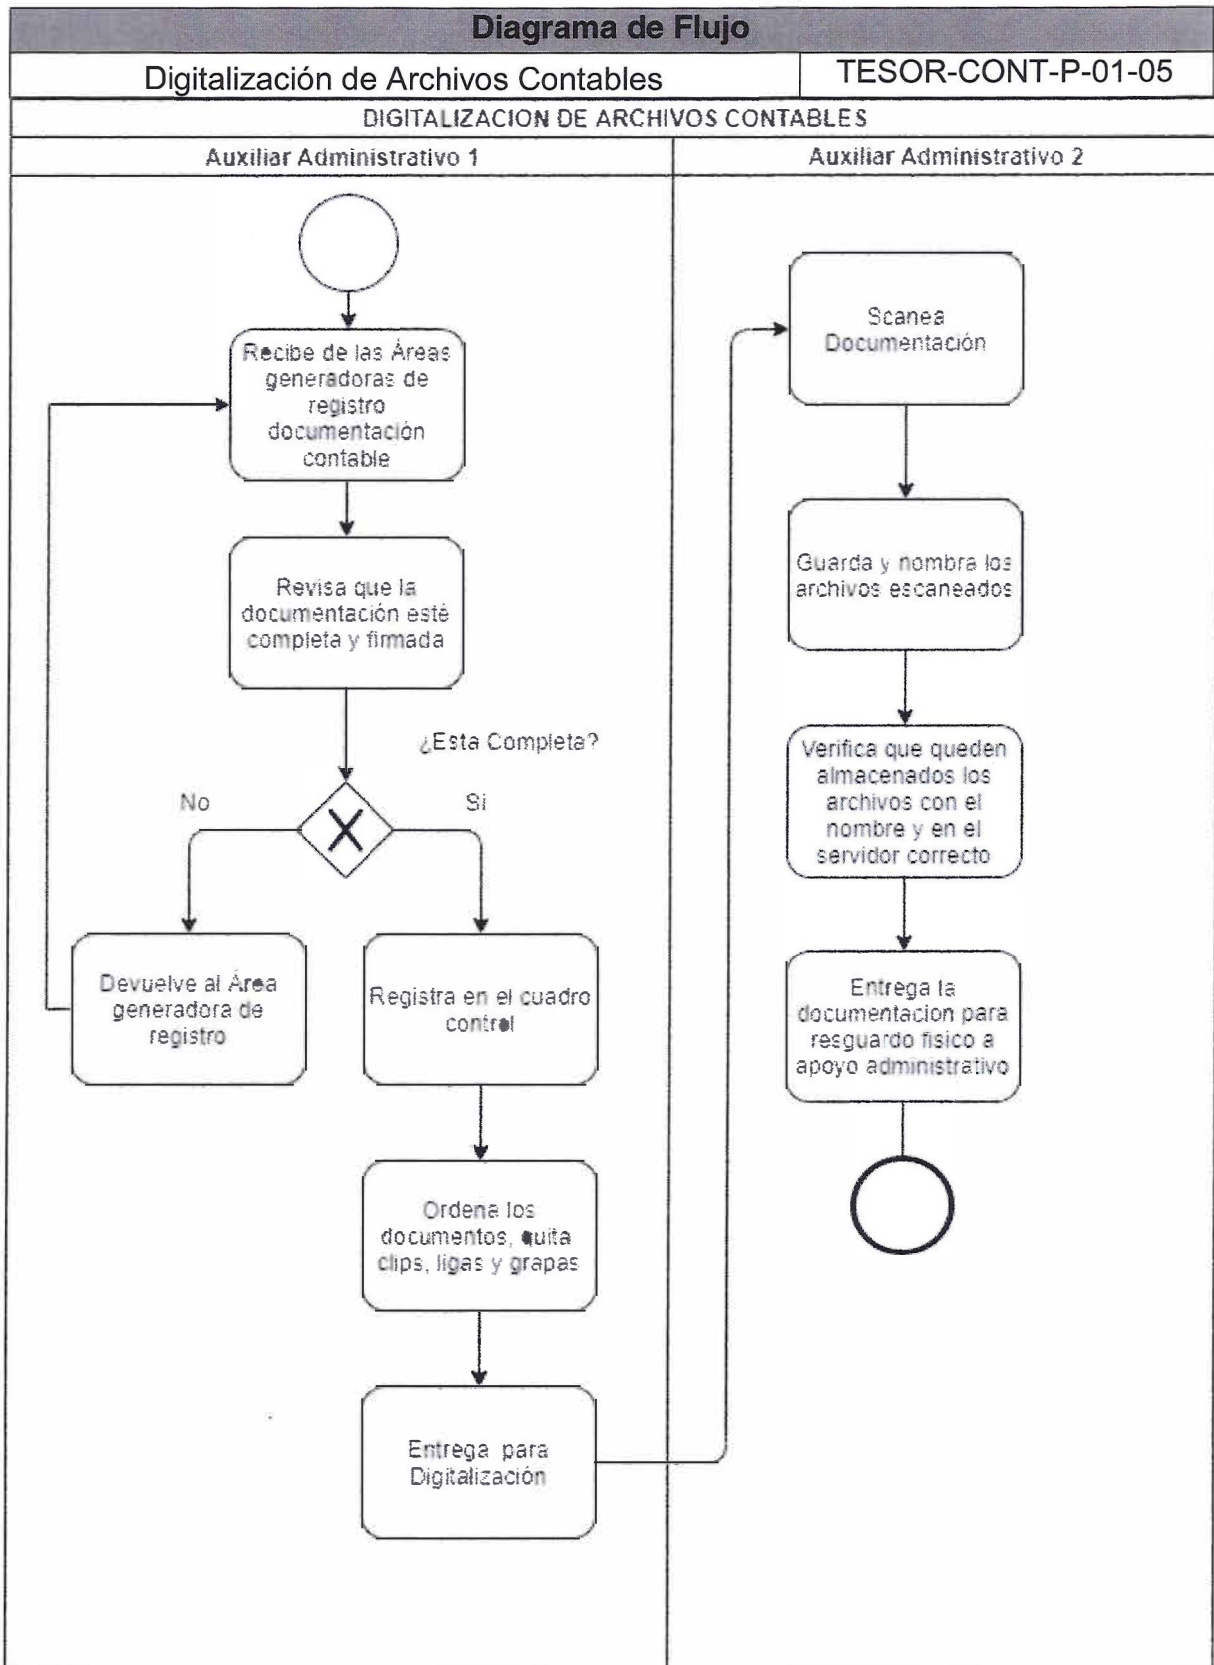 Diagrama de Flujo
Digitalización de Archivos Contables
TESOR-CONT-P-01-05
DIGITALIZACION DE ARCHIVOS CONTABLES
Auxiliar Administrativo 1
Auxiliar Administrativo 2
Recibe de las Áreas
generadoras de
registro
documentación
contable
Revisa que la
documentación esté
completa y firmada
¿Esta Completa?
No
Si
Devuelve al Área
generadora de
registro
Registra en el cuadro
control
Ordena los
documentos, quita
clips, ligas y grapas
Entrega para
Digitalización
Scanea
Documentación
Guarda y nombra los
archivos escaneados
Verifica que queden
almacenados los
archivos con el
nombre y en el
servidor correcto
Entrega la
documentacion para
resguardo fisico a
apoyo administrativo